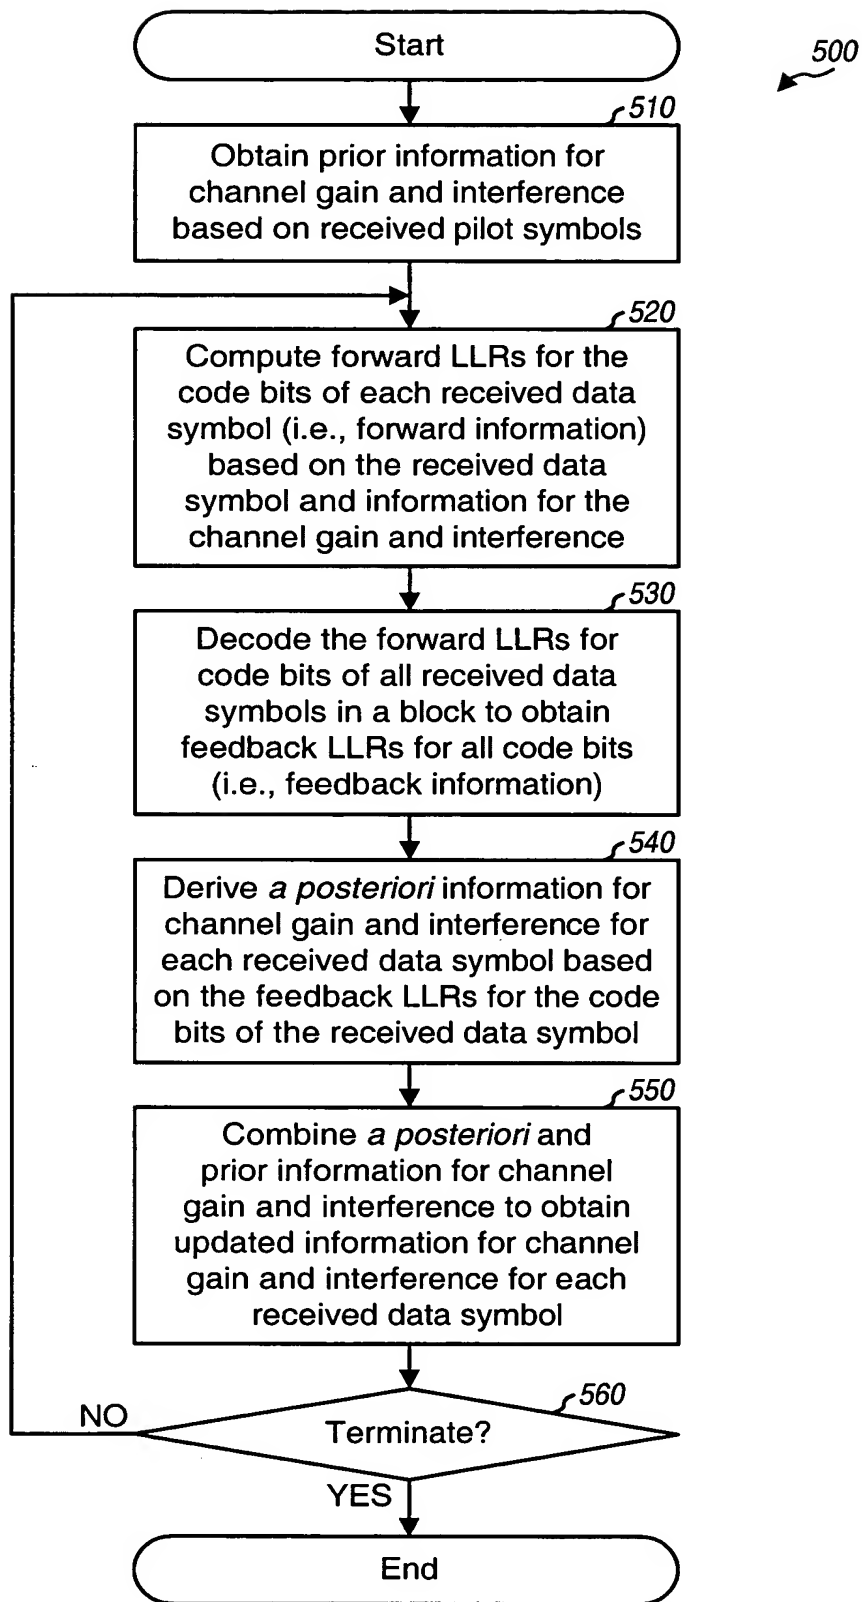 Start
500
510
Obtain prior information for
channel gain and interference
based on received pilot symbols
520
Compute forward LLRs for the
code bits of each received data
symbol (i.e., forward information)
based on the received data
symbol and information for the
channel gain and interference
530
Decode the forward LLRs for
code bits of all received data
symbols in a block to obtain
feedback LLRs for all code bits
(i.e., feedback information)
540
Derive a posteriori information for
channel gain and interference for
each received data symbol based
on the feedback LLRs for the code
bits of the received data symbol
550
Combine a posteriori and
prior information for channel
gain and interference to obtain
updated information for channel
gain and interference for each
received data symbol
560
NO
Terminate?
YES
End